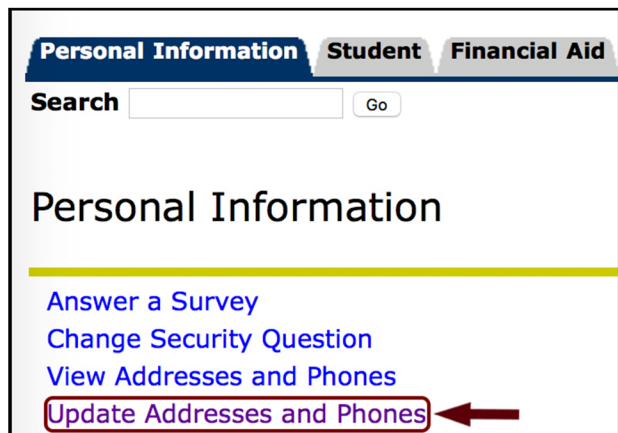 Personal Information Student Financial Aid
Search Go
Personal Information
Answer a Survey
Change Security Question
View Addresses and Phones
Update Addresses and Phones